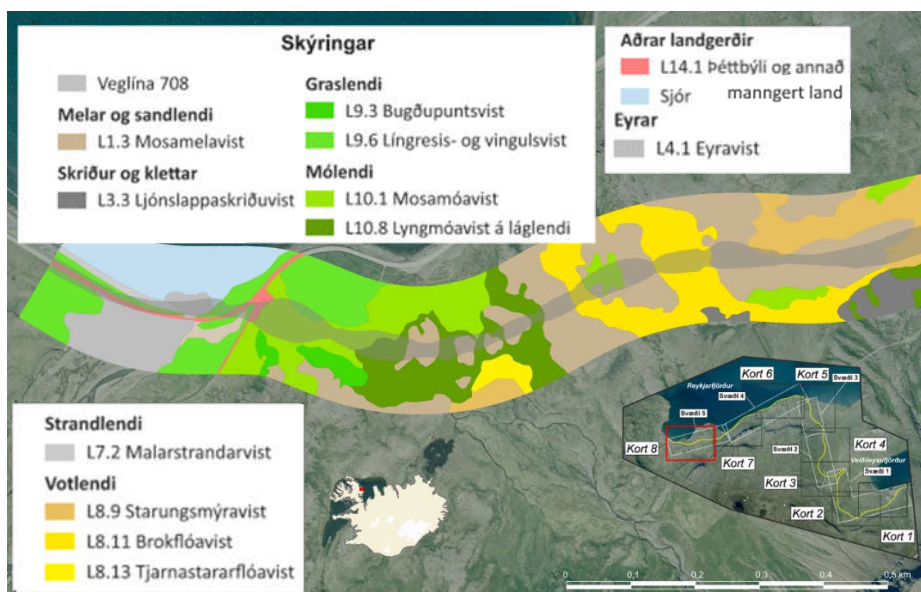 Skýringar
Veglína 708
Melar og sandlendi
L1.3 Mosamelavist
Skriður og klettar
L3.3 Ljónslappaskriðuvist
Graslendi
L9.3 Bugðupuntsvist
L9.6 Língresis- og vingulsvist
Mólendi
L10.1 Mosamóavist
L10.8 Lyngmóavist á láglendi
Aðrar landgerðir
L14.1 Þéttbýli og annað
manngert land
Sjór
Eyrar
L4.1 Eyravist
Strandlendi
L7.2 Malarstrandarvist
Votlendi
L8.9 Starungsmýravist
L8.11 Brokflóavist
L8.13 Tjarnastararflóavist
Kort 6
Kort 5
Reykjarfjörður
Svæði 3
Svæði 4
Svæði 5
Kort 8
Kort 7
Svæði 2
Kort 4
Veiðileysufjörður
Svæði 1
Kort 3
Kort 2
Kort 1
0 0,1 0,2 0,3 0,4 0,5 km